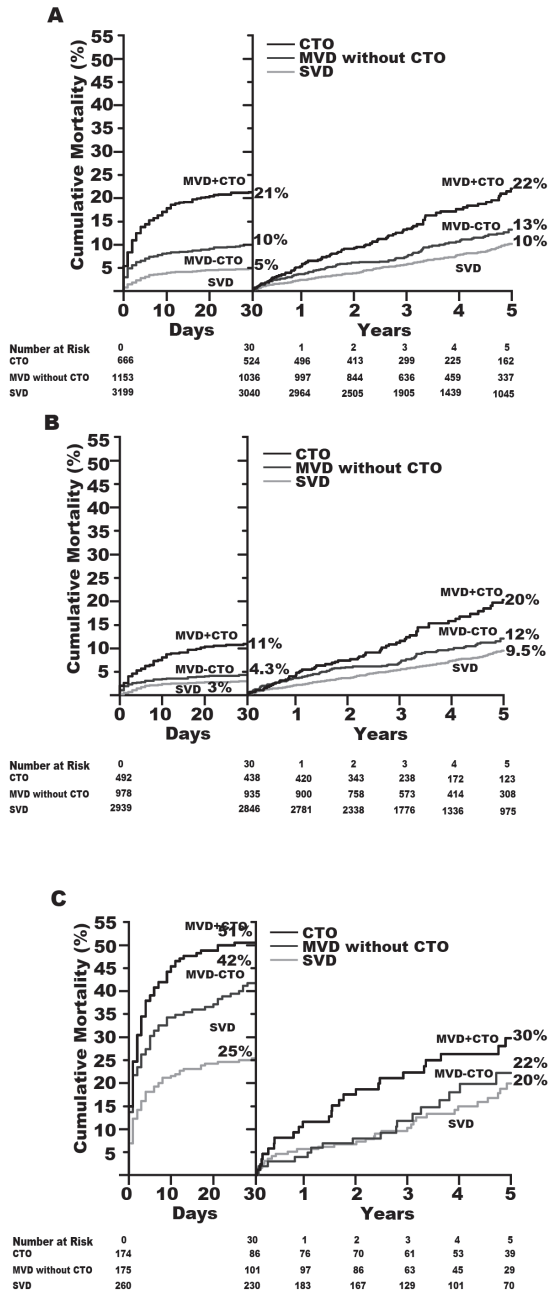 A
Cumulative Mortality (%)
55
50
45
40
35
30
25
20
15
10
5
CTO
MVD without CTO
SVD
MVD+CTO
21%
10%
MVD-CTO
5%
SVD
MVD+CTO
22%
13%
MVD-CTO
10%
SVD
0 10 20 30 1 2 3 4 5
Days Years
Number at Risk 0 30 1 2 3 4 5
CTO 666 524 496 413 299 225 162
MVD without CTO 1153 1036 997 844 636 459 337
SVD 3199 3040 2964 2505 1905 1439 1045
B
Cumulative Mortality (%)
55
50
45
40
35
30
25
20
15
10
5
CTO
MVD without CTO
SVD
MVD+CTO
11%
MVD-CTO
4.3%
SVD 3%
MVD+CTO
20%
MVD-CTO
12%
9.5%
SVD
0 10 20 30 1 2 3 4 5
Days Years
Number at Risk 0 30 1 2 3 4 5
CTO 492 438 420 343 238 172 123
MVD without CTO 978 935 900 758 573 414 308
SVD 2939 2846 2781 2338 1776 1336 975
C
Cumulative Mortality (%)
55
50
45
40
35
30
25
20
15
10
5
CTO
MVD without CTO
SVD
MVD+CTO
51%
42%
MVD-CTO
SVD
25%
MVD+CTO
30%
22%
MVD-CTO
20%
SVD
0 10 20 30 1 2 3 4 5
Days Years
Number at Risk 0 30 1 2 3 4 5
CTO 174 86 76 70 61 53 39
MVD without CTO 175 101 97 86 63 45 29
SVD 260 230 183 167 129 101 70